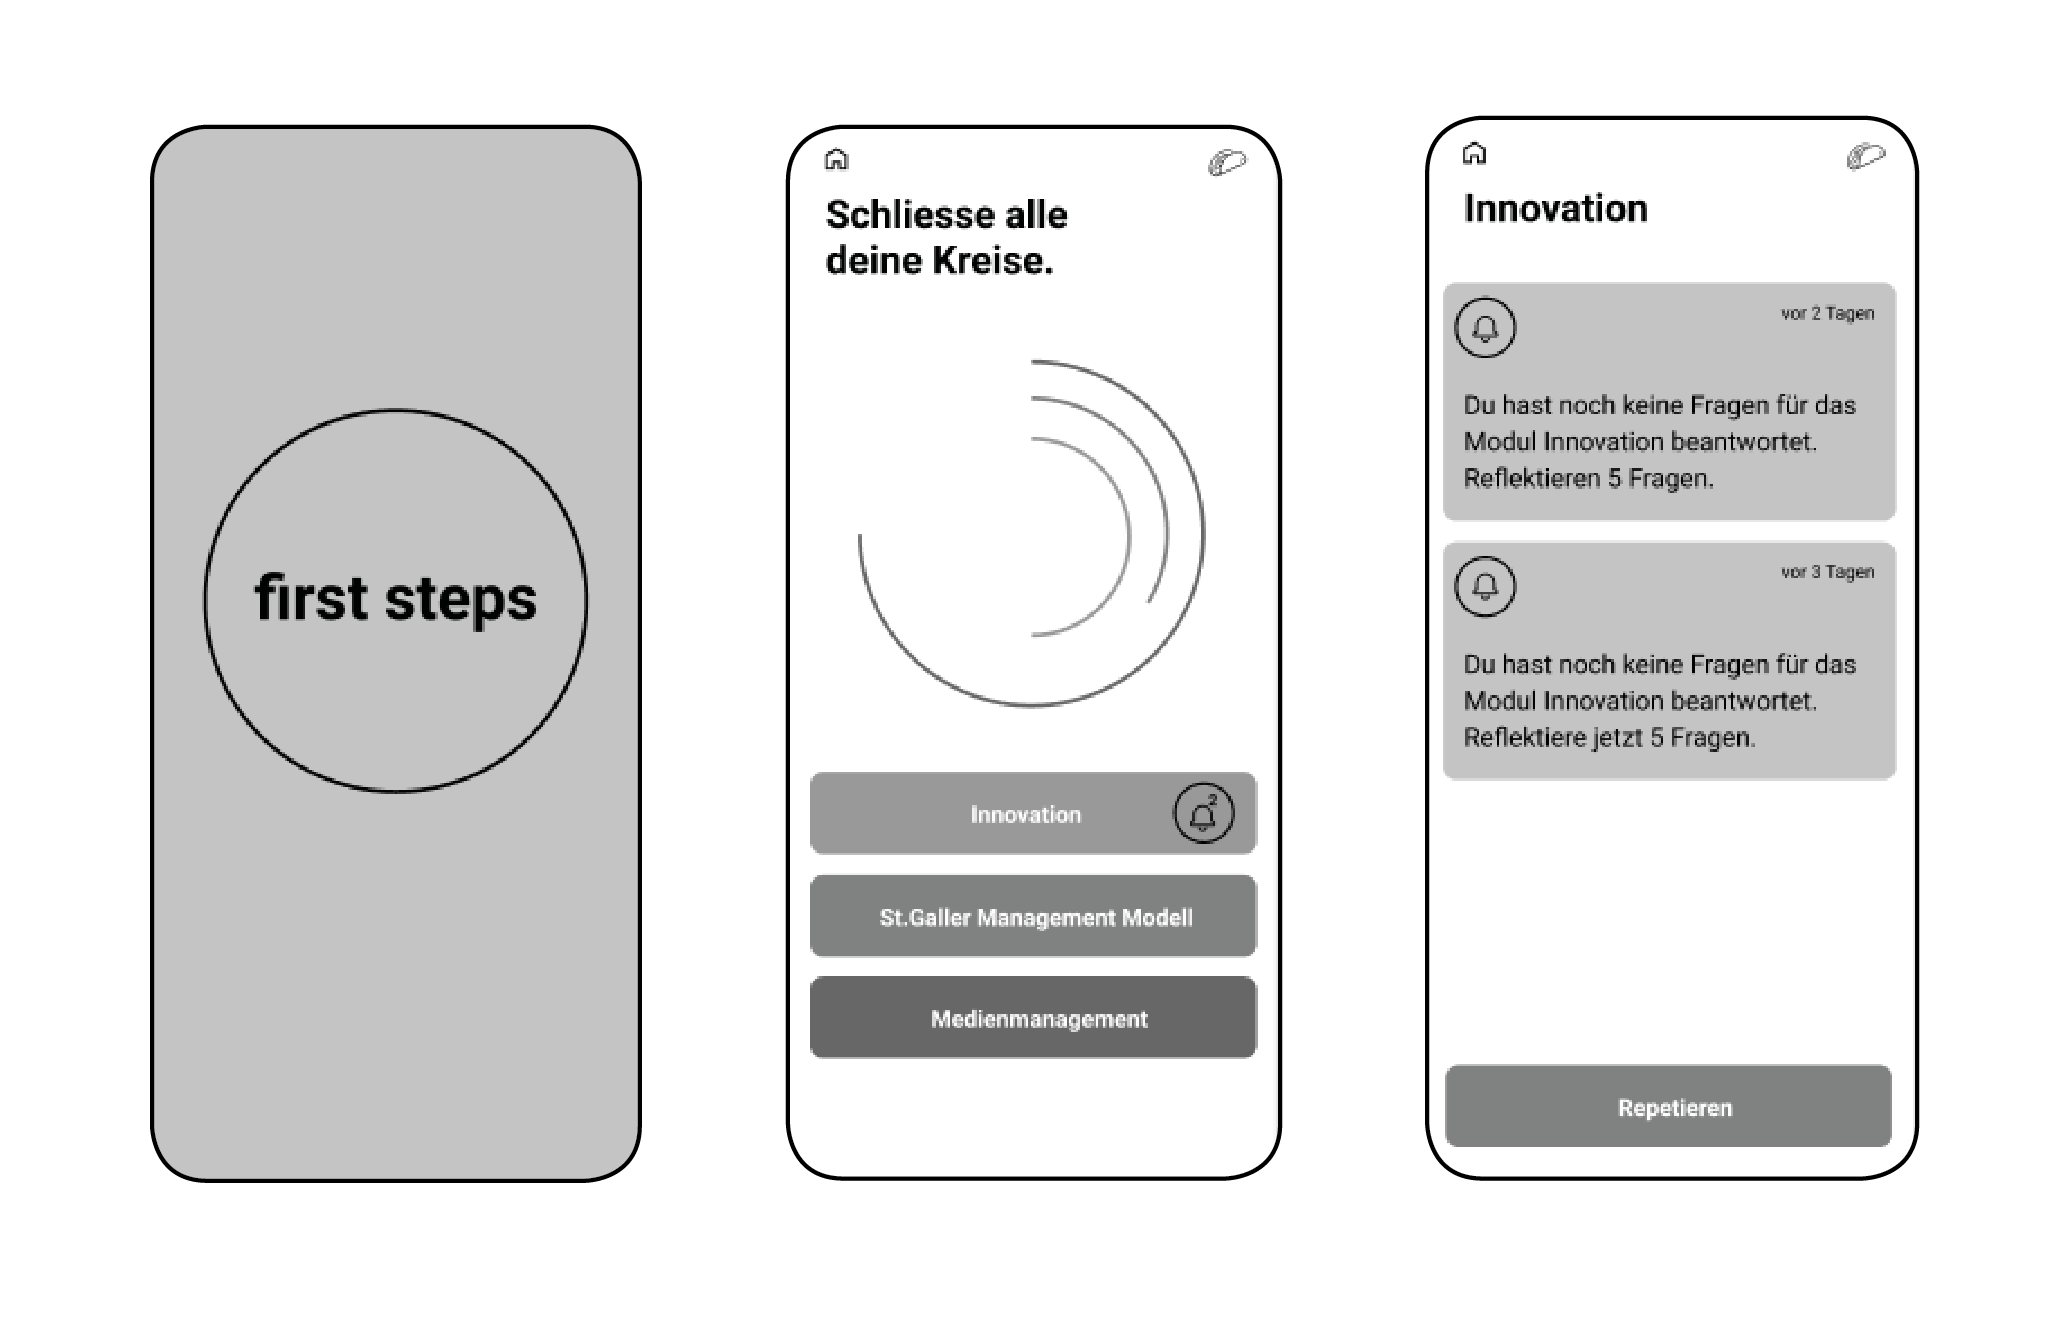 first steps
Schliesse alle
deine Kreise.
Innovation
2
St.Galler Management Modell
Medienmanagement
Innovation
vor 2 Tagen
Du hast noch keine Fragen für das
Modul Innovation beantwortet.
Reflektieren 5 Fragen.
vor 3 Tagen
Du hast noch keine Fragen für das
Modul Innovation beantwortet.
Reflektiere jetzt 5 Fragen.
Repetieren